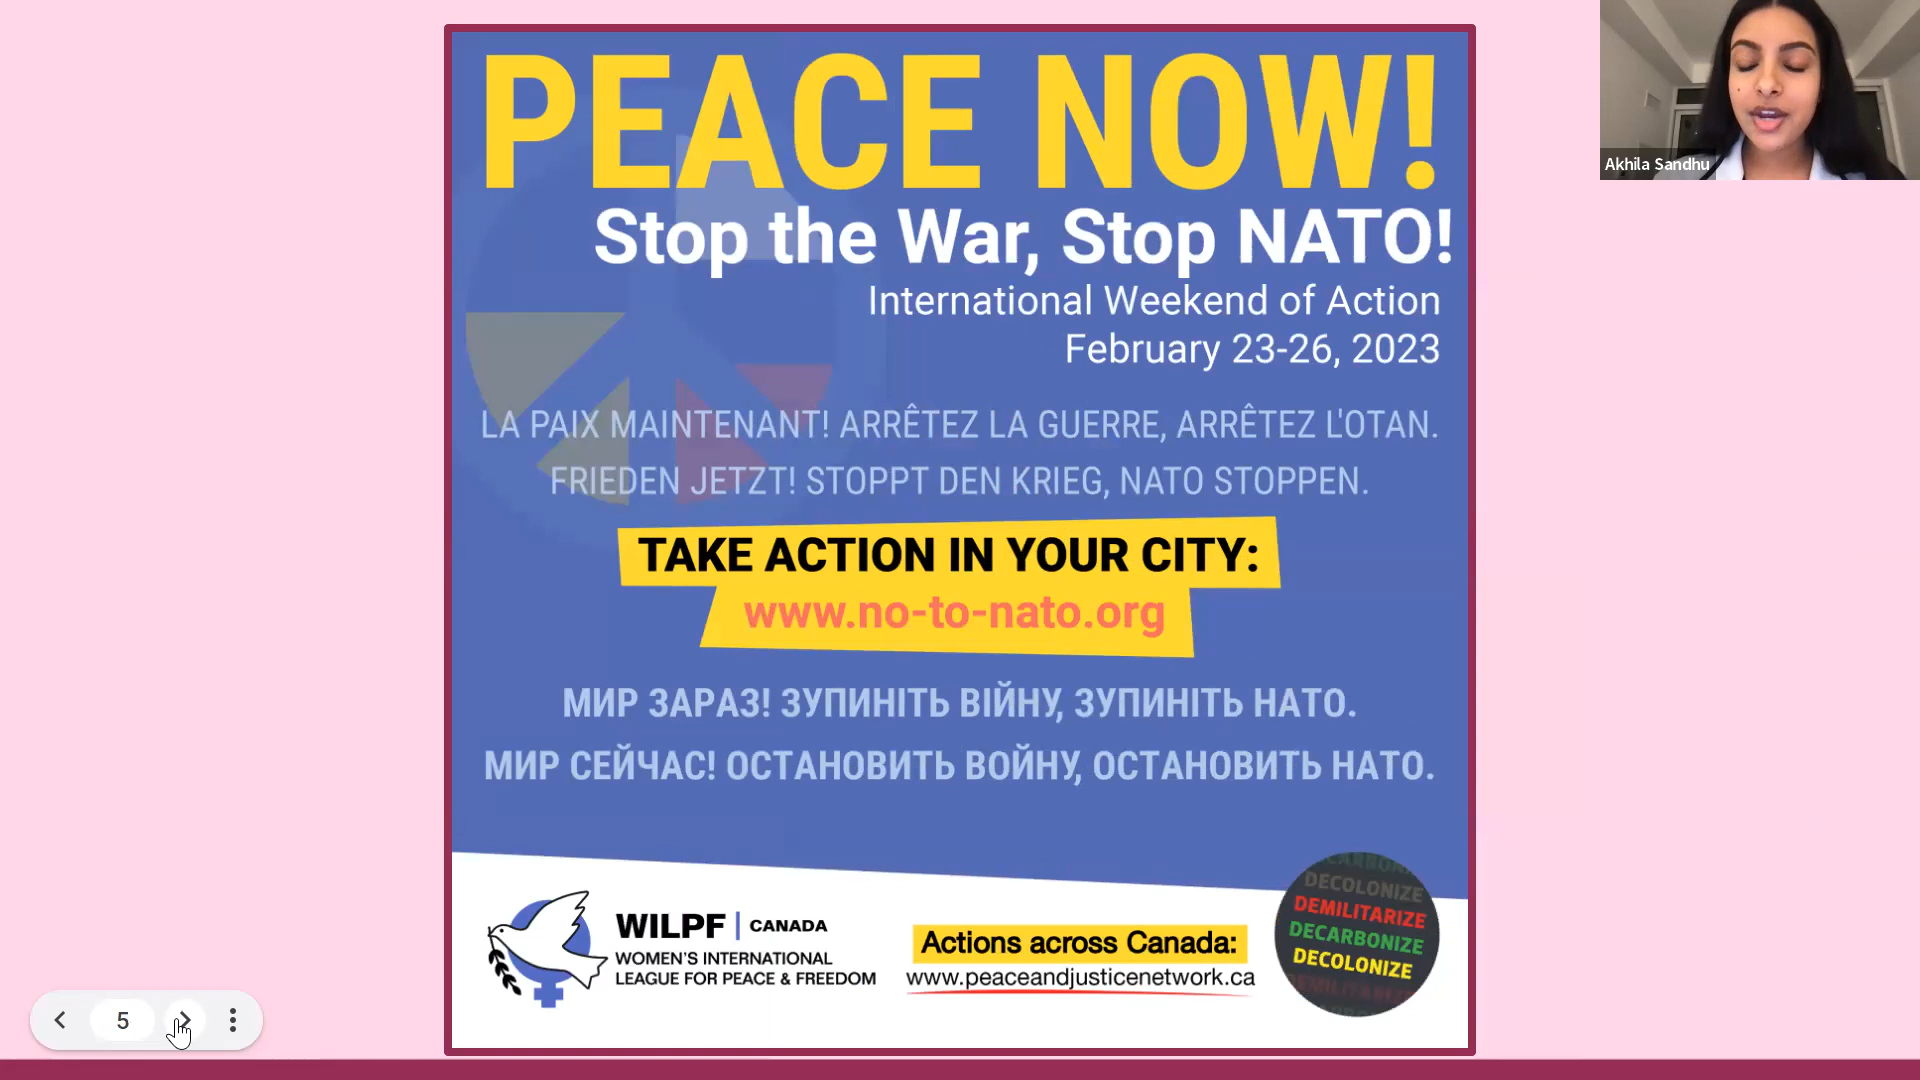 PEACE NOW!
Stop the War, Stop NATO!
International Weekend of Action
February 23-26, 2023
LA PAIX MAINTENANT! ARRÊTEZ LA GUERRE, ARRÊTEZ L'OTAN.
FRIEDEN JETZT! STOPPT DEN KRIEG, NATO STOPPEN.
TAKE ACTION IN YOUR CITY:
www.no-to-nato.org
МИР ЗАРАЗ! ЗУПИНІТЬ ВІЙНУ, ЗУПИНІТЬ НАТО.
МИР СЕЙЧАС! ОСТАНОВИТЬ ВОЙНУ, ОСТАНОВИТЬ НАТО.
WILPF | CANADA
WOMEN'S INTERNATIONAL
LEAGUE FOR PEACE & FREEDOM
Actions across Canada:
www.peaceandjusticenetwork.ca
DECOLONIZE
DEMILITARIZE
DECARBONIZE
DECOLONIZE
DEMILITARIZE
Akhila Sandhu
5